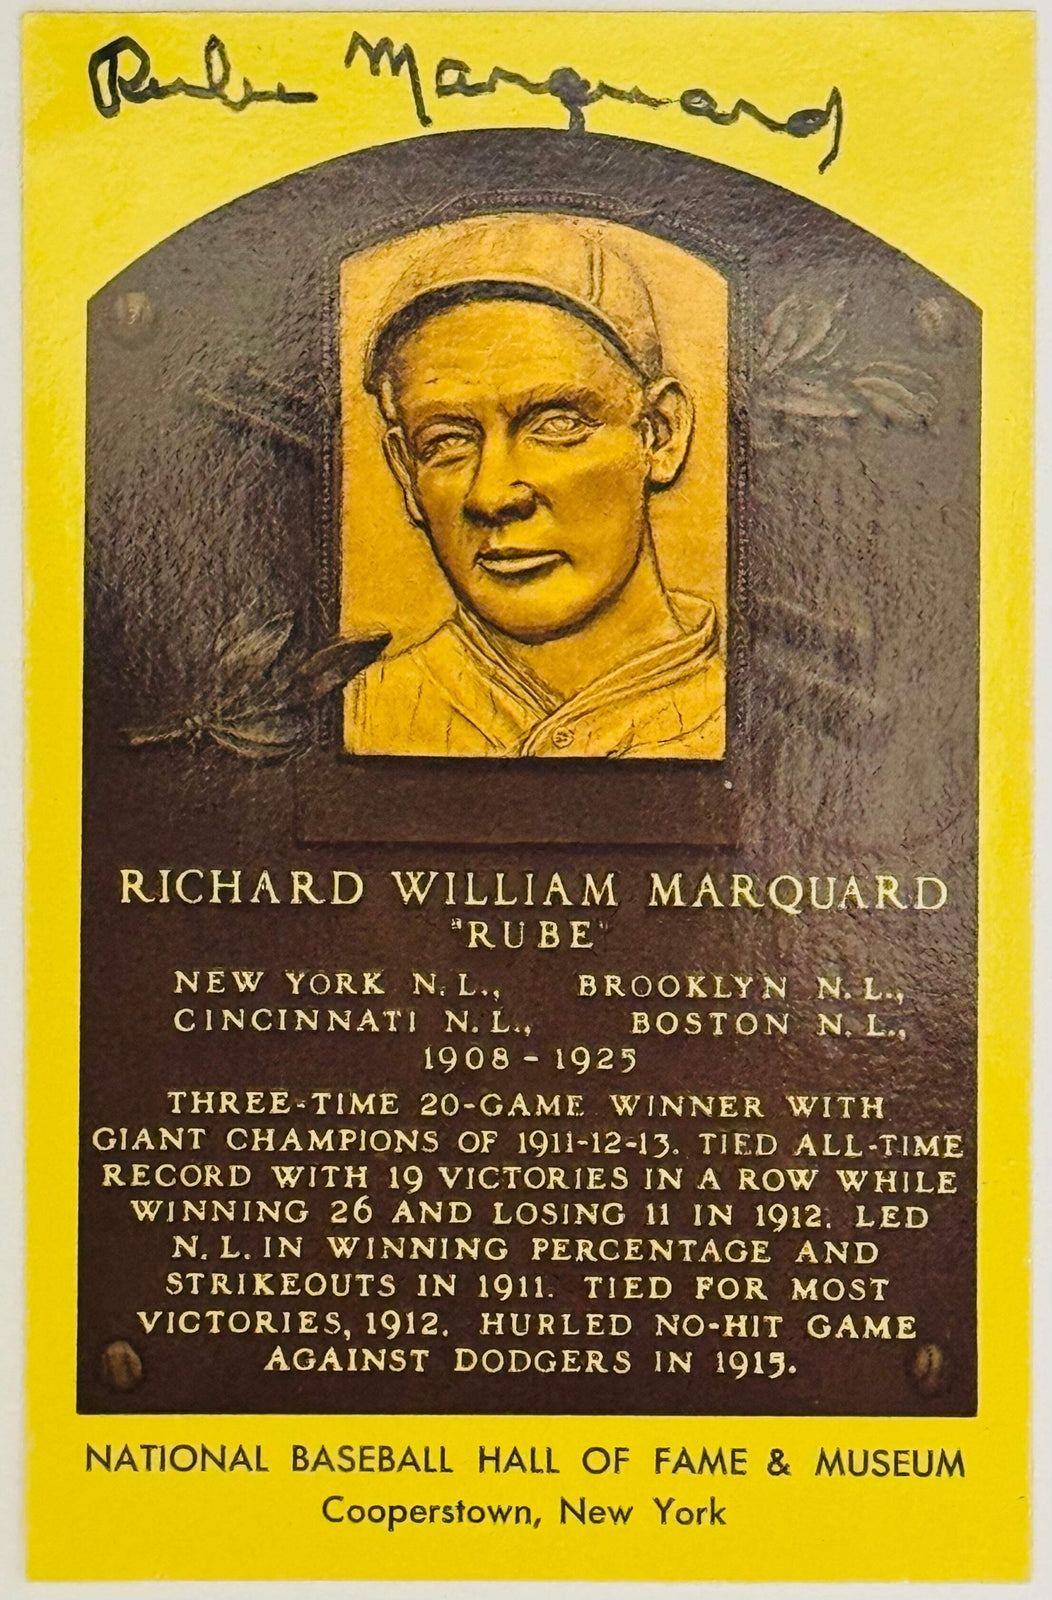 Rube Marquard
RICHARD WILLIAM MARQUARD
"RUBE"
NEW YORK N.L., BROOKLYN N.L.,
CINCINNATI N.L., BOSTON N.L.,
1908 - 1925
THREE-TIME 20-GAME WINNER WITH
GIANT CHAMPIONS OF 1911-12-13. TIED ALL-TIME
RECORD WITH 19 VICTORIES IN A ROW WHILE
WINNING 26 AND LOSING 11 IN 1912. LED
N.L. IN WINNING PERCENTAGE AND
STRIKEOUTS IN 1911. TIED FOR MOST
VICTORIES, 1912. HURLED NO-HIT GAME
AGAINST DODGERS IN 1915.
NATIONAL BASEBALL HALL OF FAME & MUSEUM
Cooperstown, New York